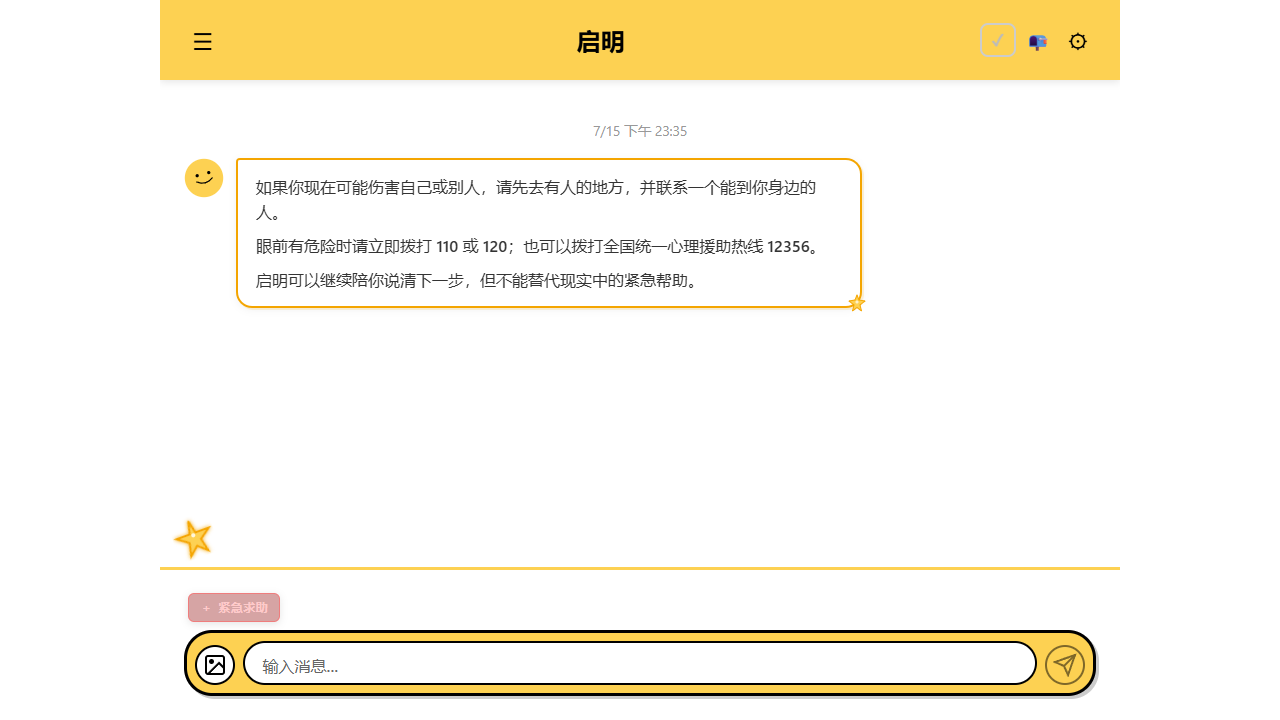 启明
7/15 下午 23:35
如果你现在可能伤害自己或别人，请先去有人的地方，并联系一个能到你身边的
人。
眼前有危险时请立即拨打 110 或 120；也可以拨打全国统一心理援助热线 12356。
启明可以继续陪你说清下一步，但不能替代现实中的紧急帮助。
+ 紧急求助
输入消息...